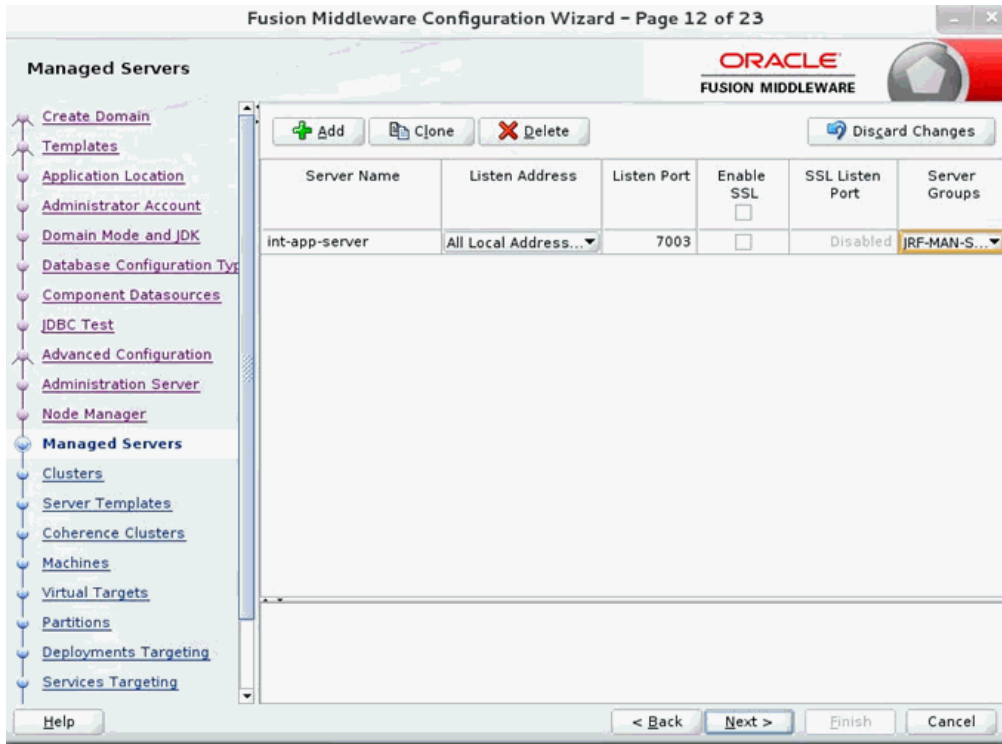 Fusion Middleware Configuration Wizard – Page 12 of 23
Managed Servers
ORACLE
FUSION MIDDLEWARE
Create Domain
Templates
Application Location
Administrator Account
Domain Mode and JDK
Database Configuration Typ
Component Datasources
JDBC Test
Advanced Configuration
Administration Server
Node Manager
Managed Servers
Clusters
Server Templates
Coherence Clusters
Machines
Virtual Targets
Partitions
Deployments Targeting
Services Targeting
Add Clone Delete Discard Changes
Server Name Listen Address Listen Port Enable SSL SSL Listen Port Server Groups
int-app-server All Local Address... 7003 Disabled JRF-MAN-S...
Help < Back Next > Finish Cancel